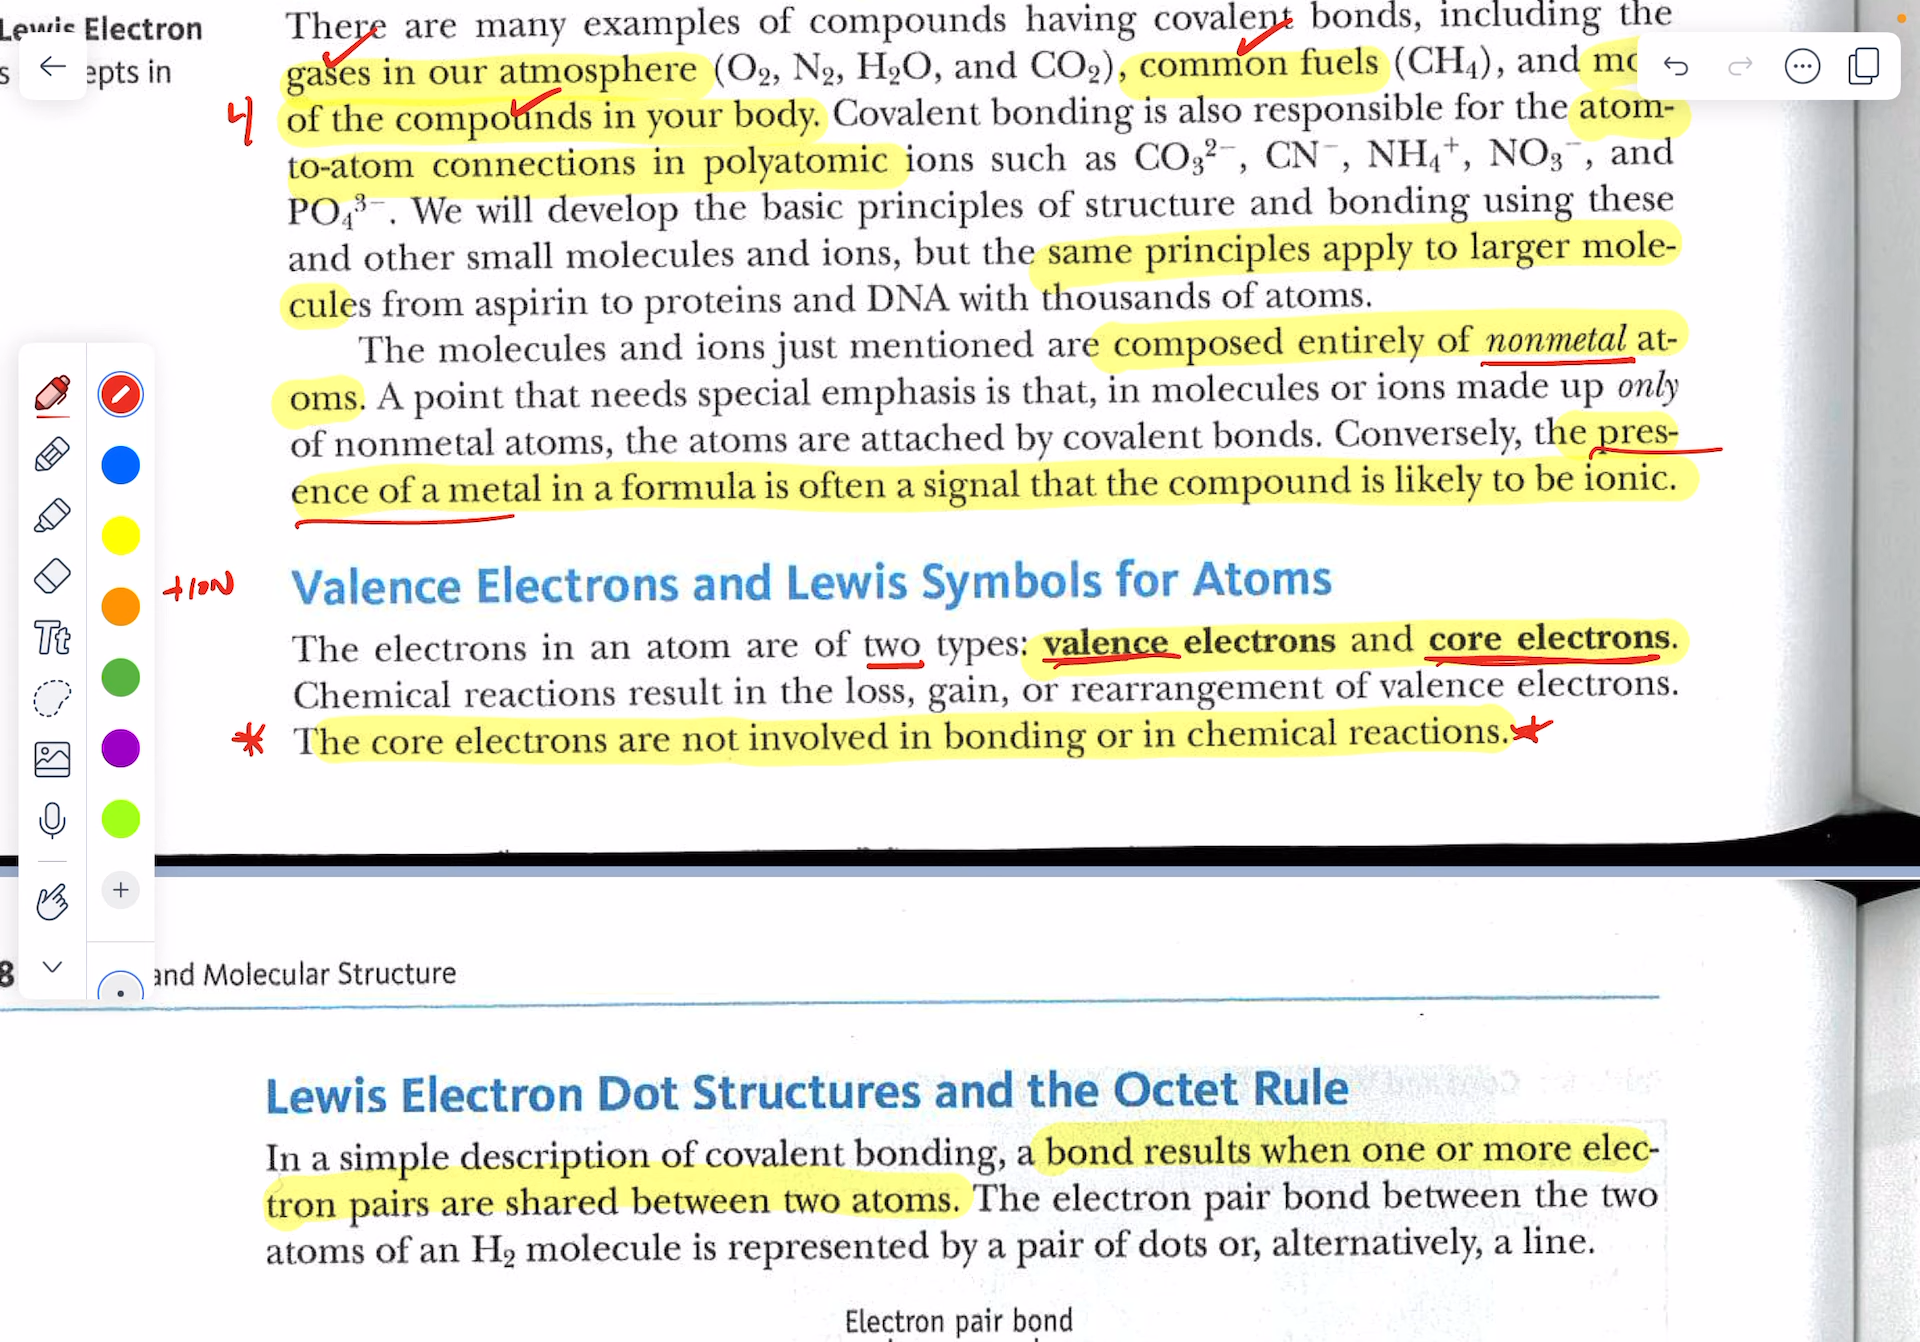 Lewis Electron
There are many examples of compounds having covalent bonds, including the
s
epts in
gases in our atmosphere (O₂, N₂, H₂O, and CO₂), common fuels (CH₄), and
4
of the compounds in your body. Covalent bonding is also responsible for the atom-
to-atom connections in polyatomic ions such as CO₃²⁻, CN⁻, NH₄⁺, NO₃⁻, and
PO₄³⁻. We will develop the basic principles of structure and bonding using these
and other small molecules and ions, but the same principles apply to larger mole-
cules from aspirin to proteins and DNA with thousands of atoms.
The molecules and ions just mentioned are composed entirely of nonmetal at-
oms. A point that needs special emphasis is that, in molecules or ions made up only
of nonmetal atoms, the atoms are attached by covalent bonds. Conversely, the pres-
ence of a metal in a formula is often a signal that the compound is likely to be ionic.
+ION
Valence Electrons and Lewis Symbols for Atoms
The electrons in an atom are of two types: valence electrons and core electrons.
Chemical reactions result in the loss, gain, or rearrangement of valence electrons.
* The core electrons are not involved in bonding or in chemical reactions.*
Tt
8
and Molecular Structure
Lewis Electron Dot Structures and the Octet Rule
In a simple description of covalent bonding, a bond results when one or more elec-
tron pairs are shared between two atoms. The electron pair bond between the two
atoms of an H₂ molecule is represented by a pair of dots or, alternatively, a line.
Electron pair bond